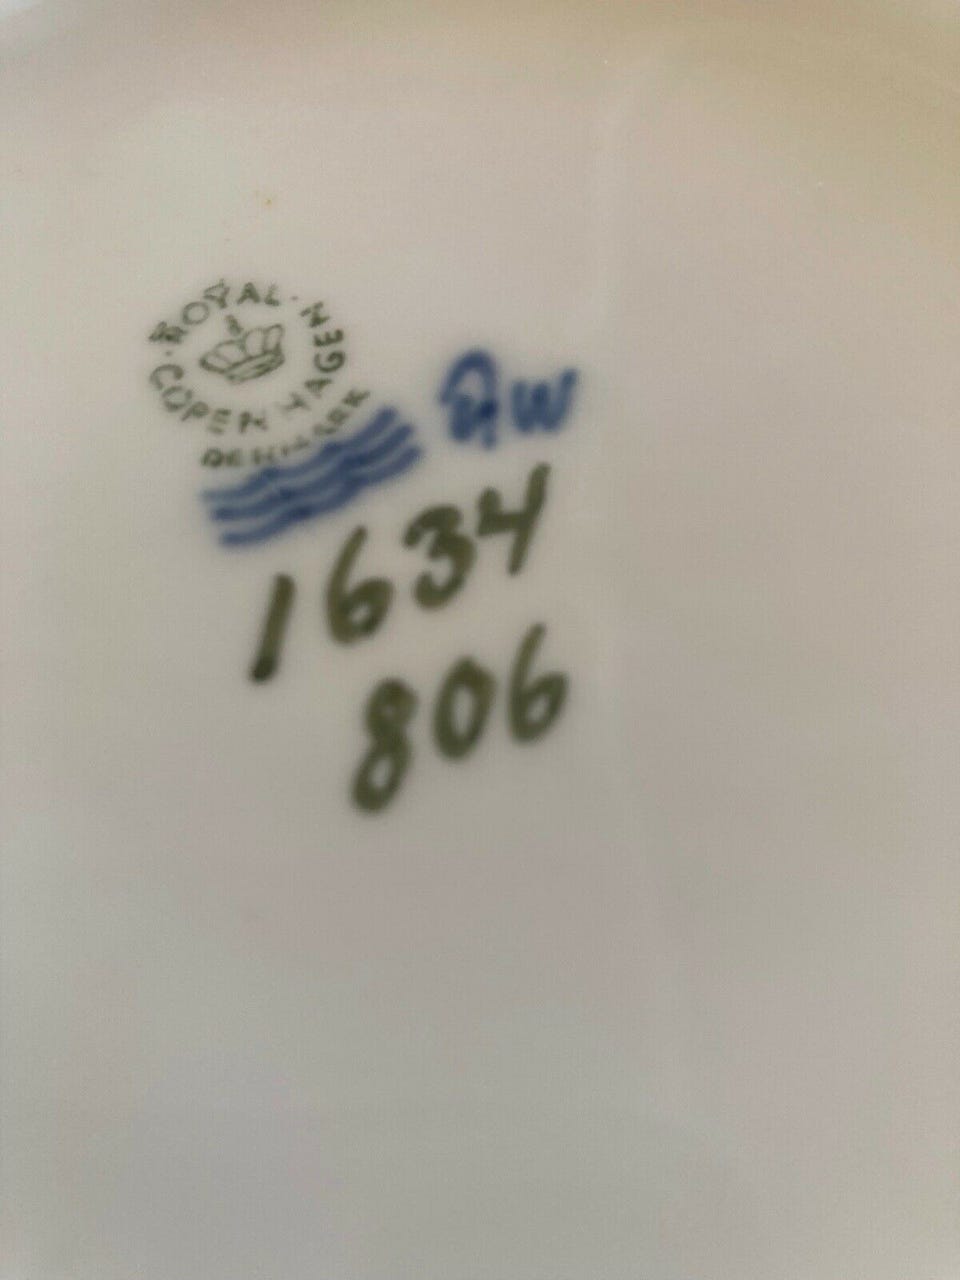 ROYAL COPENHAGEN
DENMARK
1634
806